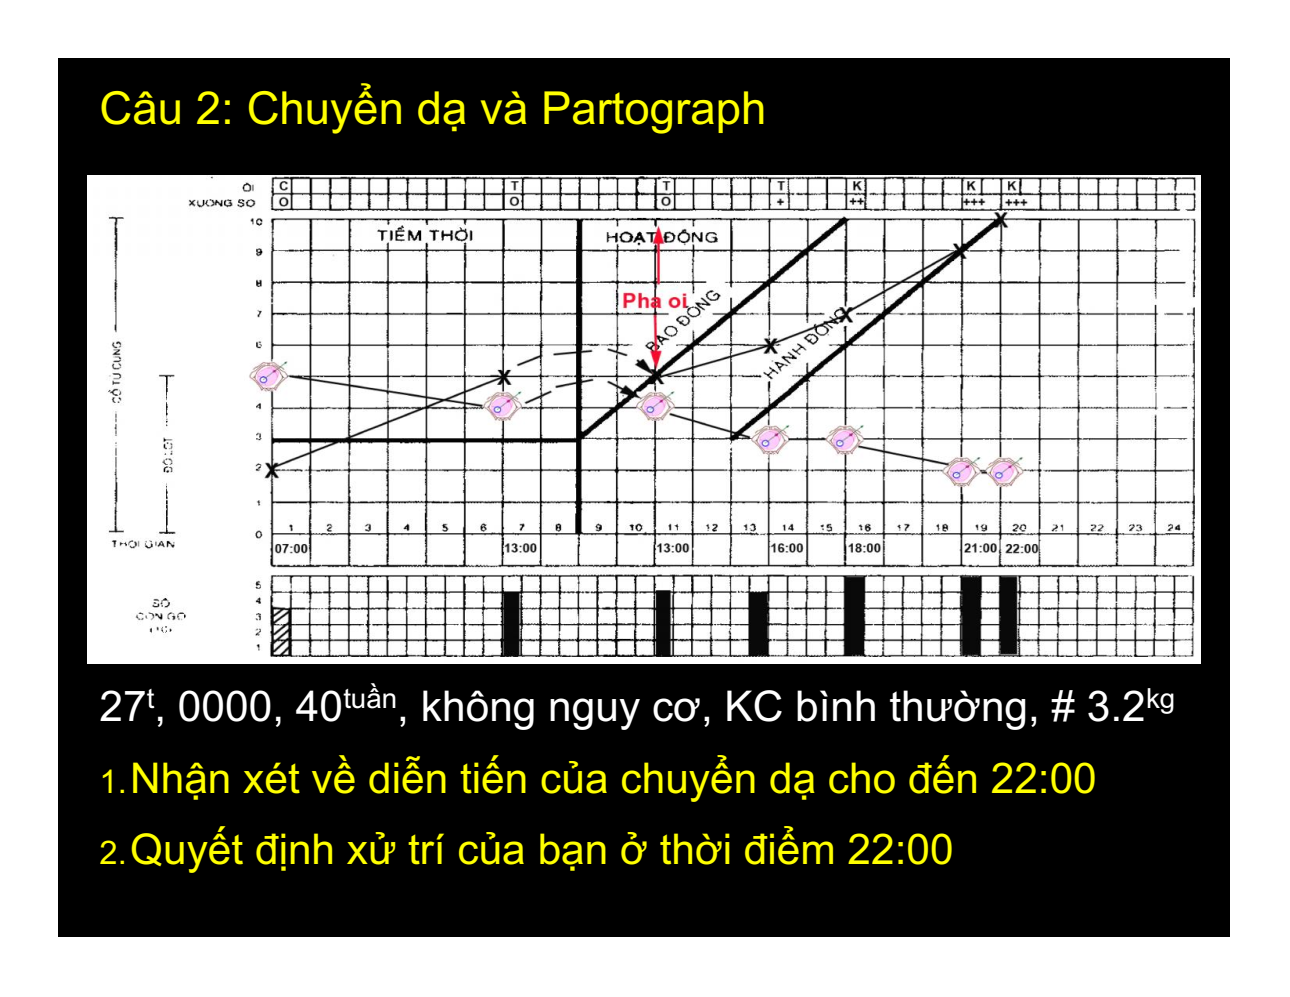 Câu 2: Chuyển dạ và Partograph
ỐI C T T T K K K
XƯƠNG SỌ O O O + ++ +++ +++
10 TIỀM THỜI HOẠT ĐỘNG
9
8 Pha oi BÁO ĐỘNG
7
6 HÀNH ĐỘNG
5
4
3
2
1
0
CỔ TỬ CUNG
ĐỘ LỌT
1 2 3 4 5 6 7 8 9 10 11 12 13 14 15 16 17 18 19 20 21 22 23 24
THỜI GIAN 07:00 13:00 13:00 16:00 18:00 21:00 22:00
5
SỐ 4
CƠN GÒ 3
2
1
27t, 0000, 40tuần, không nguy cơ, KC bình thường, # 3.2kg
1. Nhận xét về diễn tiến của chuyển dạ cho đến 22:00
2. Quyết định xử trí của bạn ở thời điểm 22:00